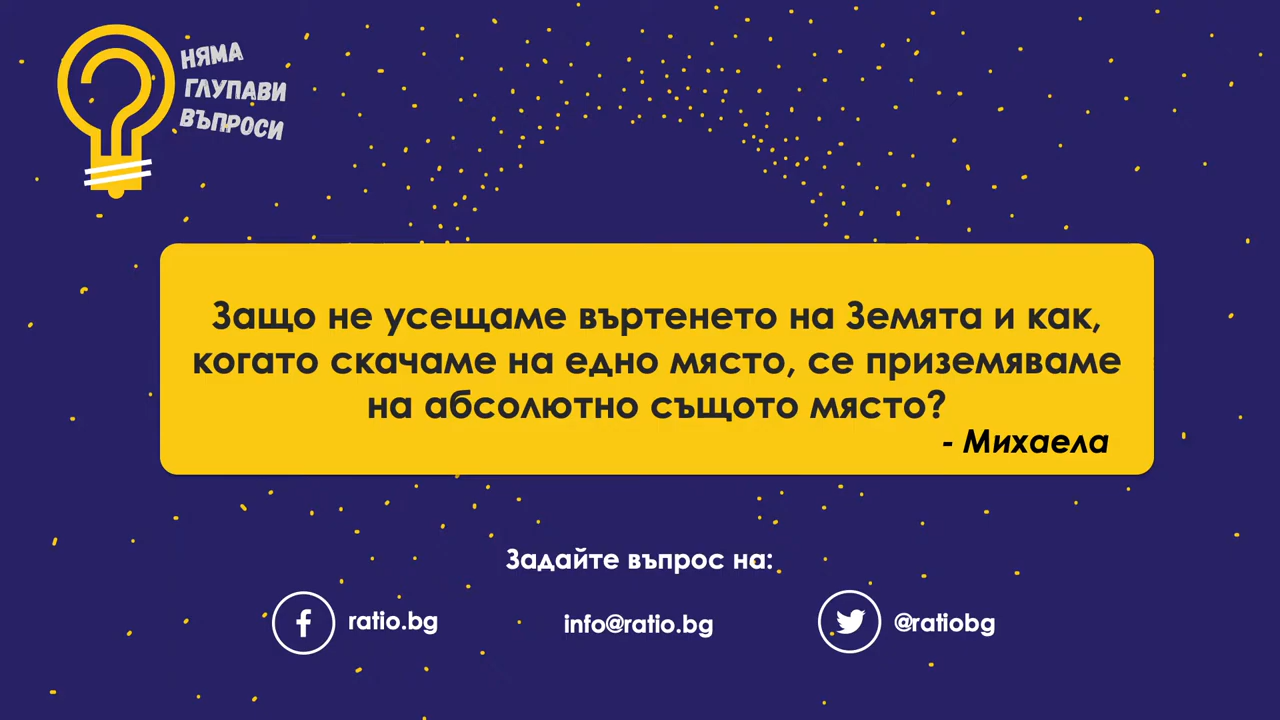 НЯМА
ГЛУПАВИ
ВЪПРОСИ
Защо не усещаме въртенето на Земята и как,
когато скачаме на едно място, се приземяваме
на абсолютно същото място?
- Михаела
Задайте въпрос на:
ratio.bg
info@ratio.bg
@ratiobg